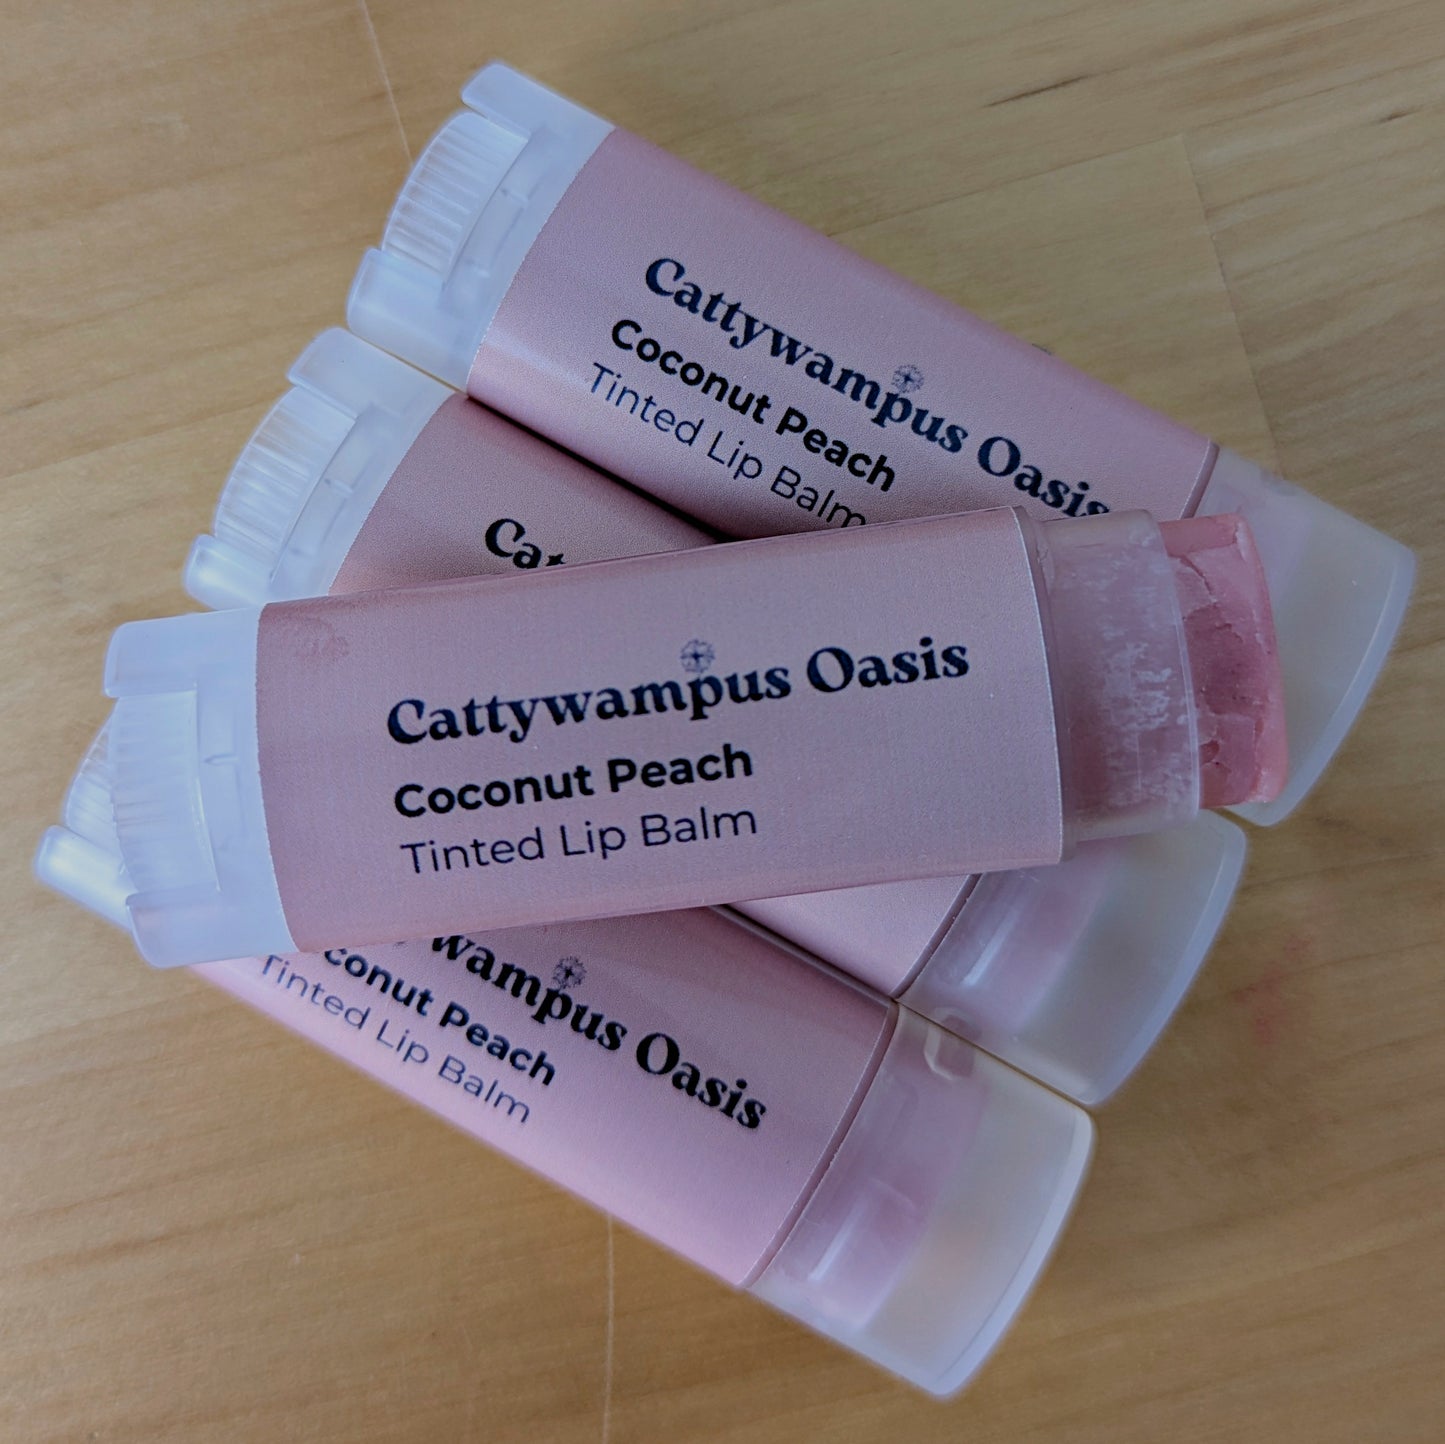 Cattywampus Oasis
Coconut Peach
Tinted Lip Balm
Cat
Cattywampus Oasis
Coconut Peach
Tinted Lip Balm
wampus Oasis
conut Peach
Tinted Lip Balm